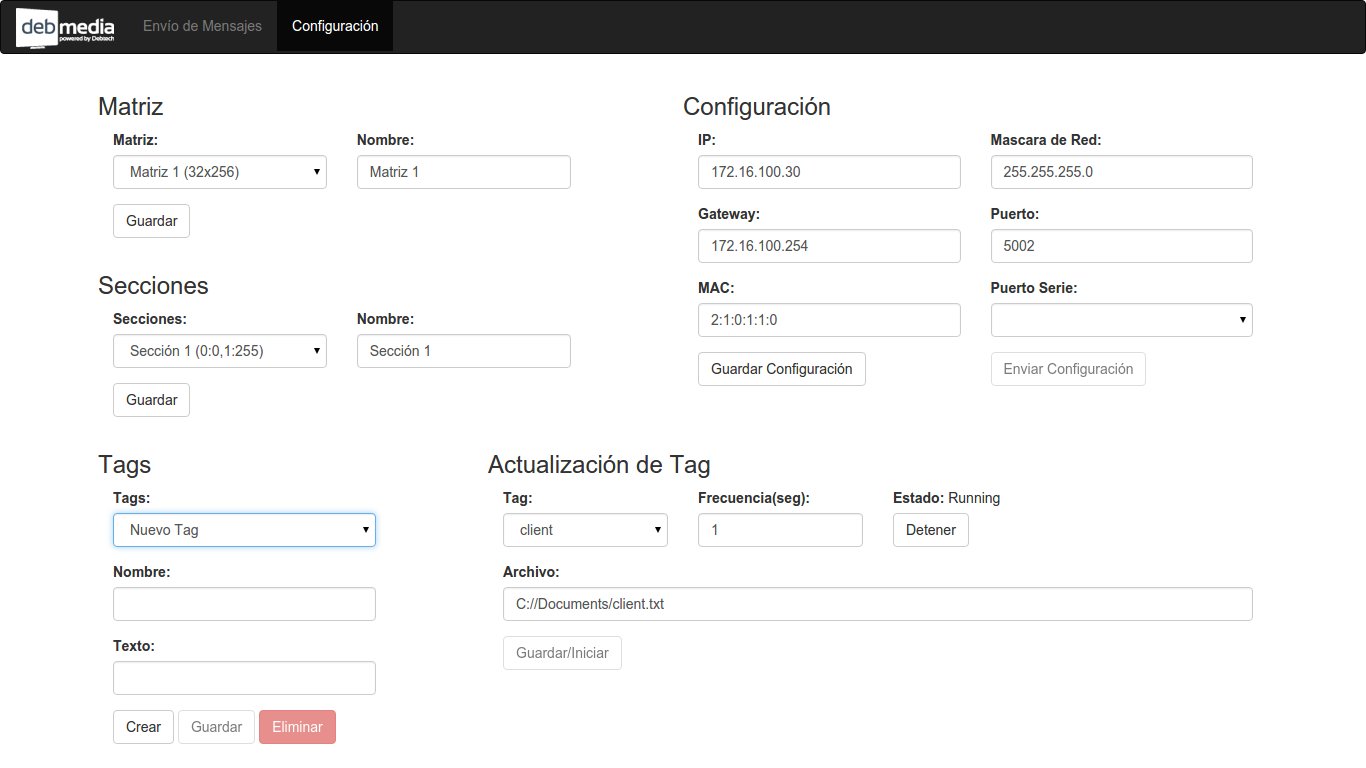 debmedia
powered by Debtech
Envío de Mensajes
Configuración
Matriz
Matriz:
Nombre:
Matriz 1 (32x256)
Matriz 1
Guardar
Secciones
Secciones:
Nombre:
Sección 1 (0:0,1:255)
Sección 1
Guardar
Configuración
IP:
Mascara de Red:
172.16.100.30
255.255.255.0
Gateway:
Puerto:
172.16.100.254
5002
MAC:
Puerto Serie:
2:1:0:1:1:0
Guardar Configuración
Enviar Configuración
Tags
Tags:
Nuevo Tag
Nombre:
Texto:
Crear
Guardar
Eliminar
Actualización de Tag
Tag:
Frecuencia(seg):
Estado: Running
client
1
Detener
Archivo:
C://Documents/client.txt
Guardar/Iniciar